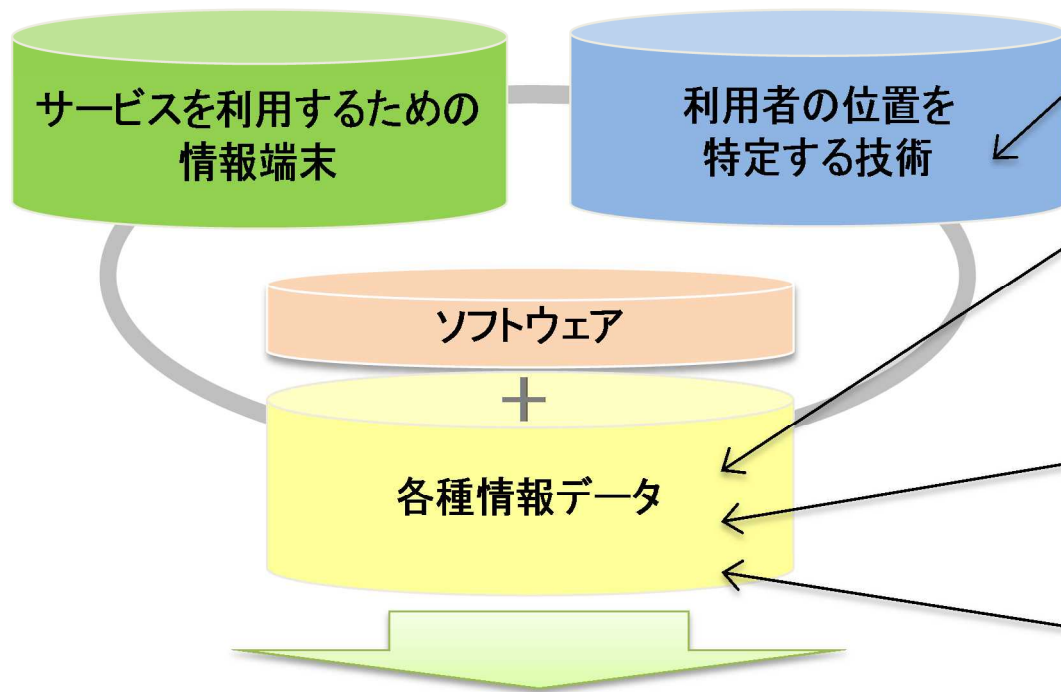 サービスを利用するための
情報端末
利用者の位置を
特定する技術
ソフトウェア
+
各種情報データ